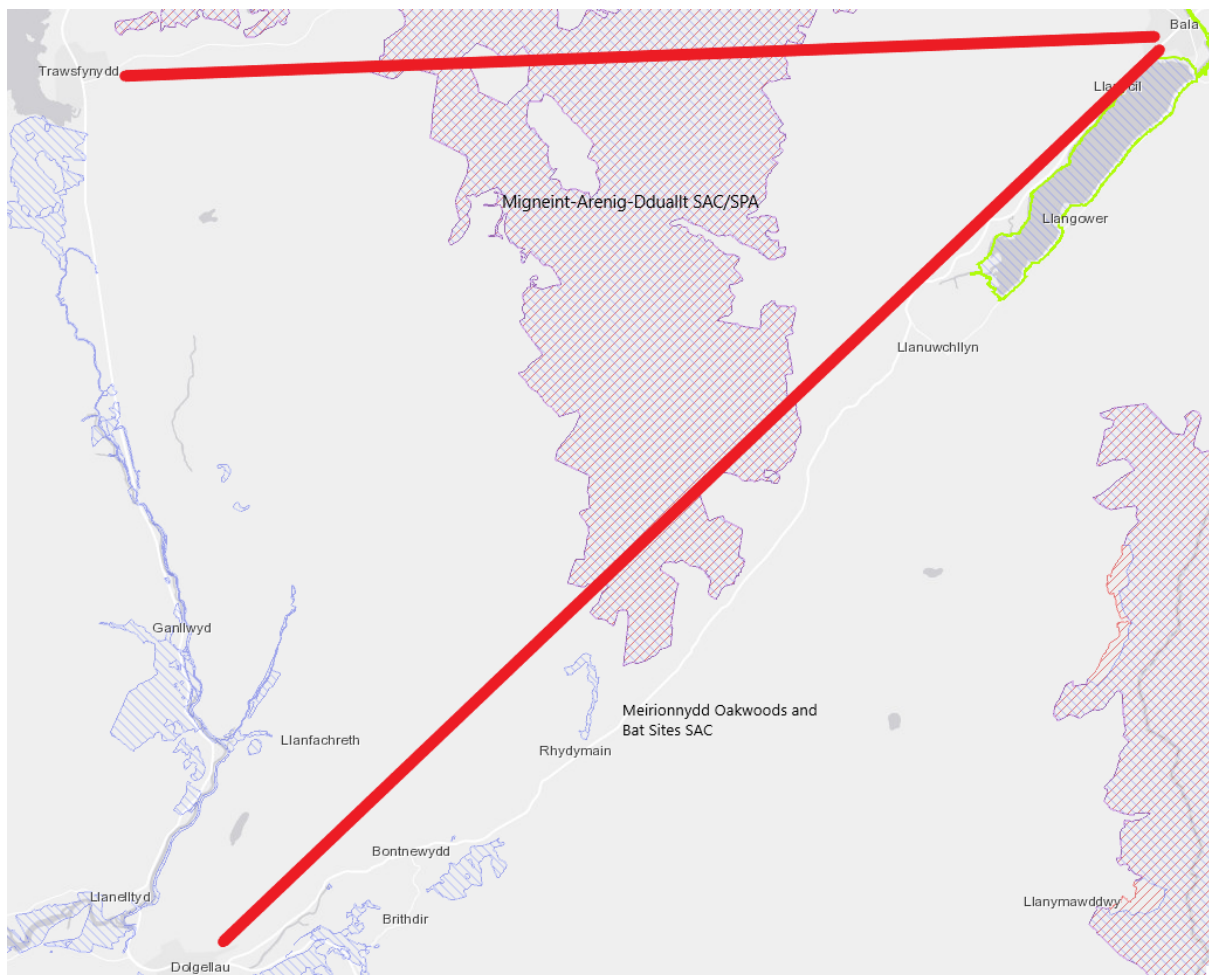 Bala
Trawsfynydd
Migneint-Arenig-Dduallt SAC/SPA
Llangower
Llanuwchllyn
Ganllwyd
Meirionnydd Oakwoods and
Bat Sites SAC
Llanfachreth
Rhydymain
Bontnewydd
Llanelltyd
Brithdir
Llanymawddwy
Dolgellau